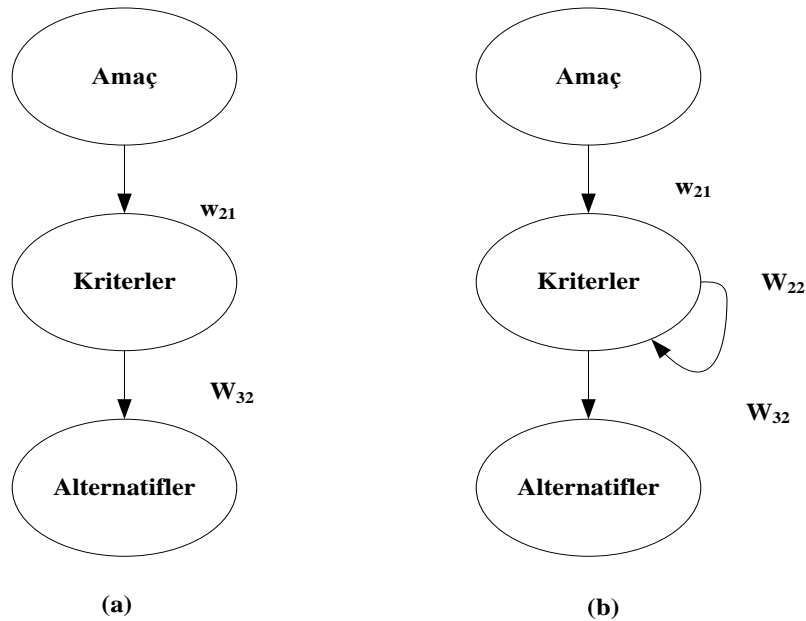 Amaç
w21
Kriterler
W32
Alternatifler
(a)
Amaç
w21
Kriterler
W22
W32
Alternatifler
(b)